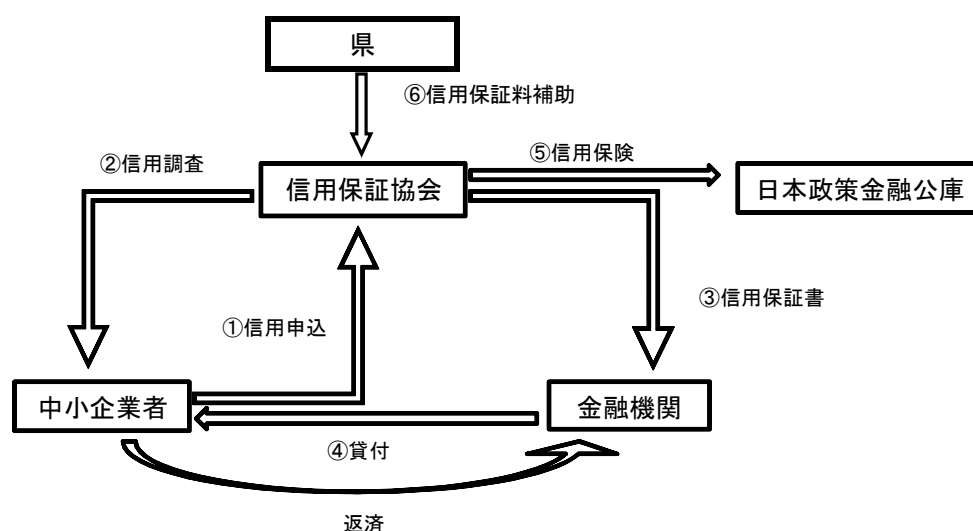 県
⑥信用保証料補助
②信用調査
⑤信用保険
信用保証協会
日本政策金融公庫
③信用保証書
①信用申込
中小企業者
金融機関
④貸付
返済